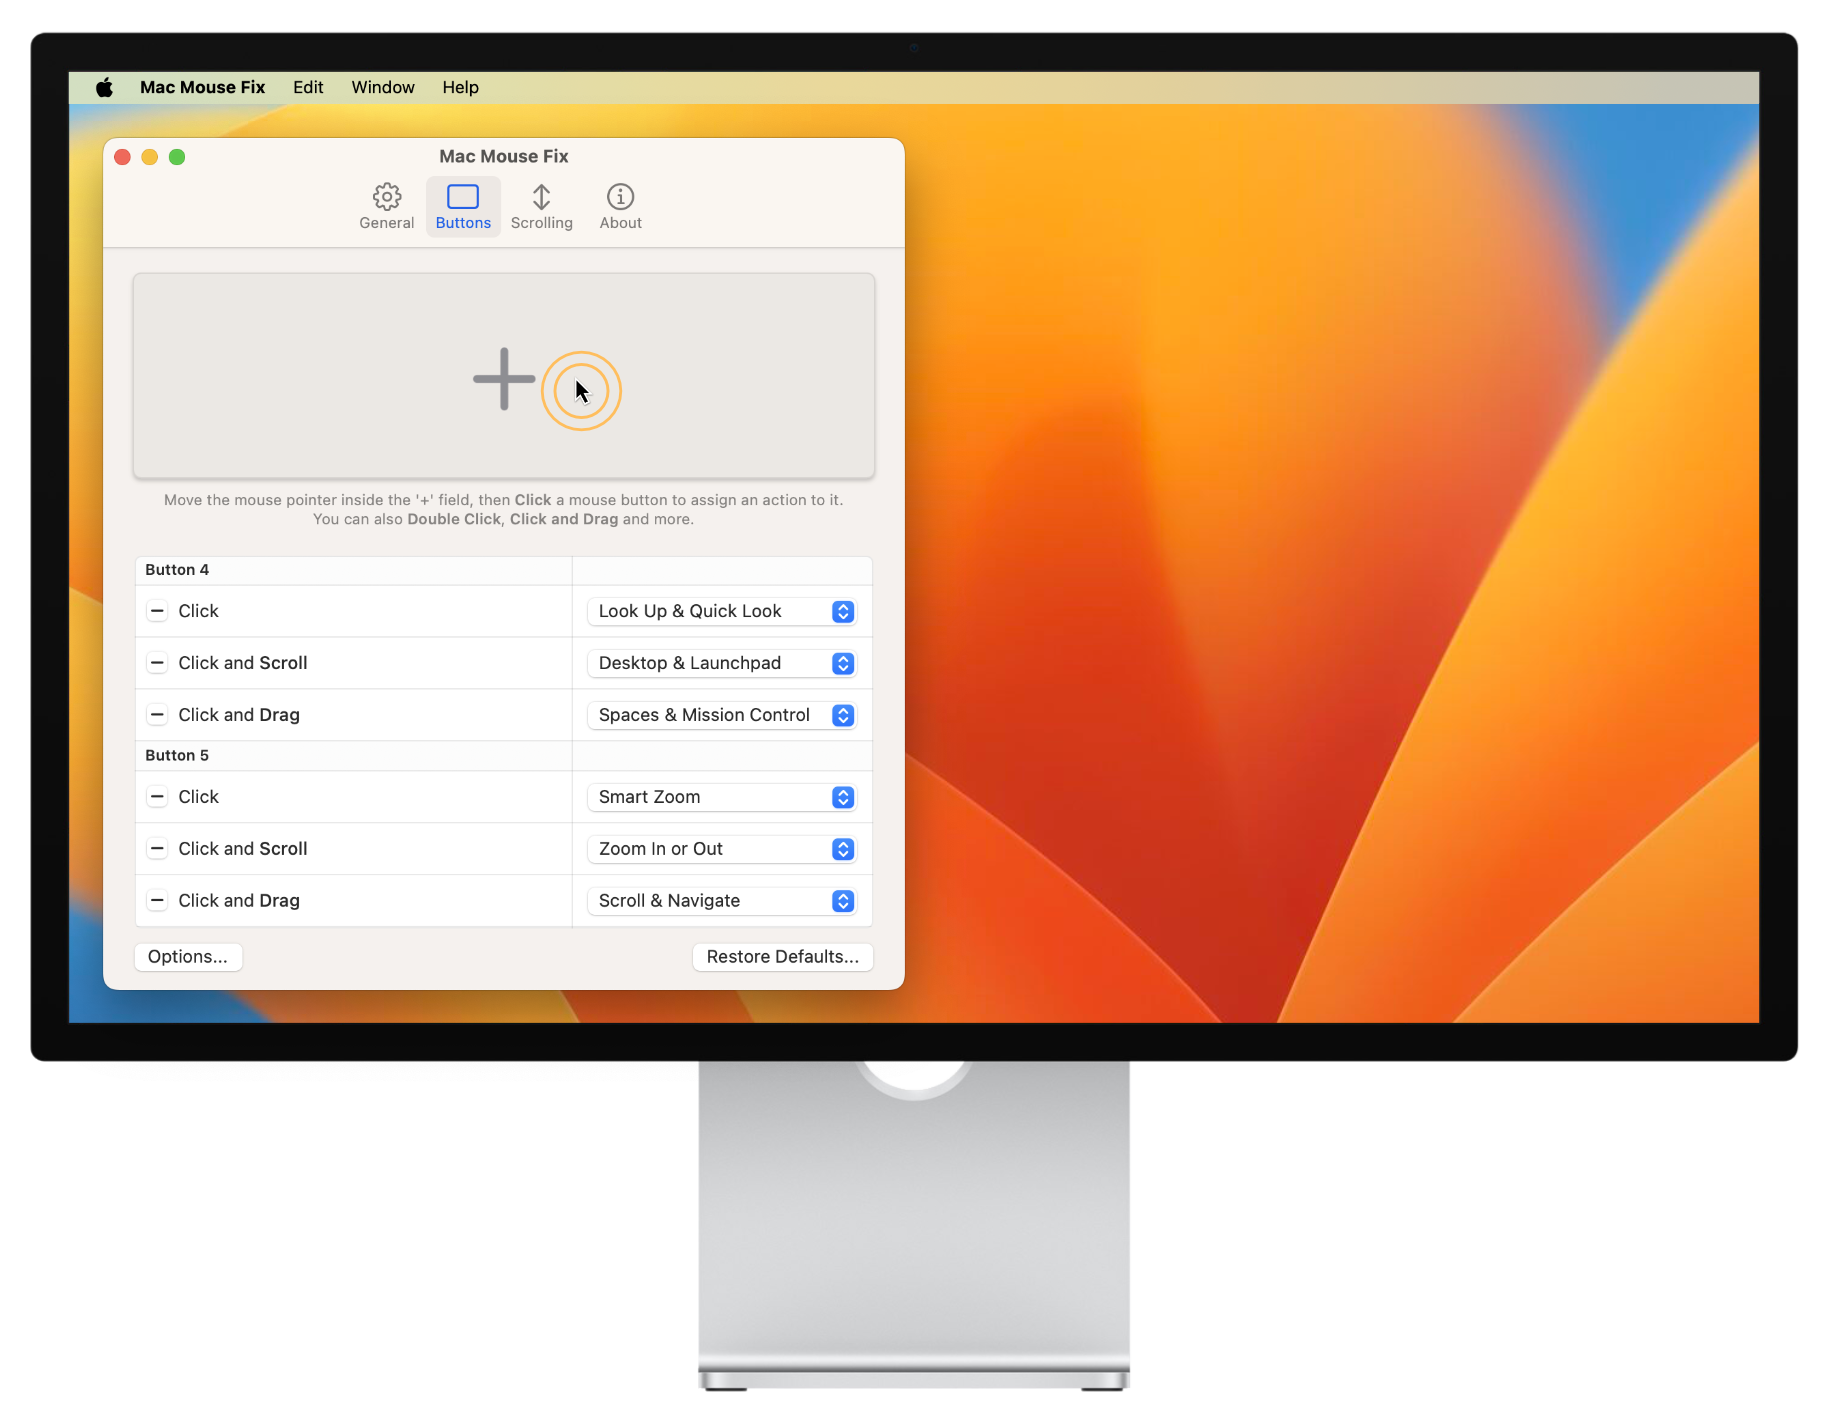 Mac Mouse Fix Edit Window Help
Mac Mouse Fix
General Buttons Scrolling About
Move the mouse pointer inside the '+' field, then Click a mouse button to assign an action to it.
You can also Double Click, Click and Drag and more.
Button 4
Click Look Up & Quick Look
Click and Scroll Desktop & Launchpad
Click and Drag Spaces & Mission Control
Button 5
Click Smart Zoom
Click and Scroll Zoom In or Out
Click and Drag Scroll & Navigate
Options... Restore Defaults...